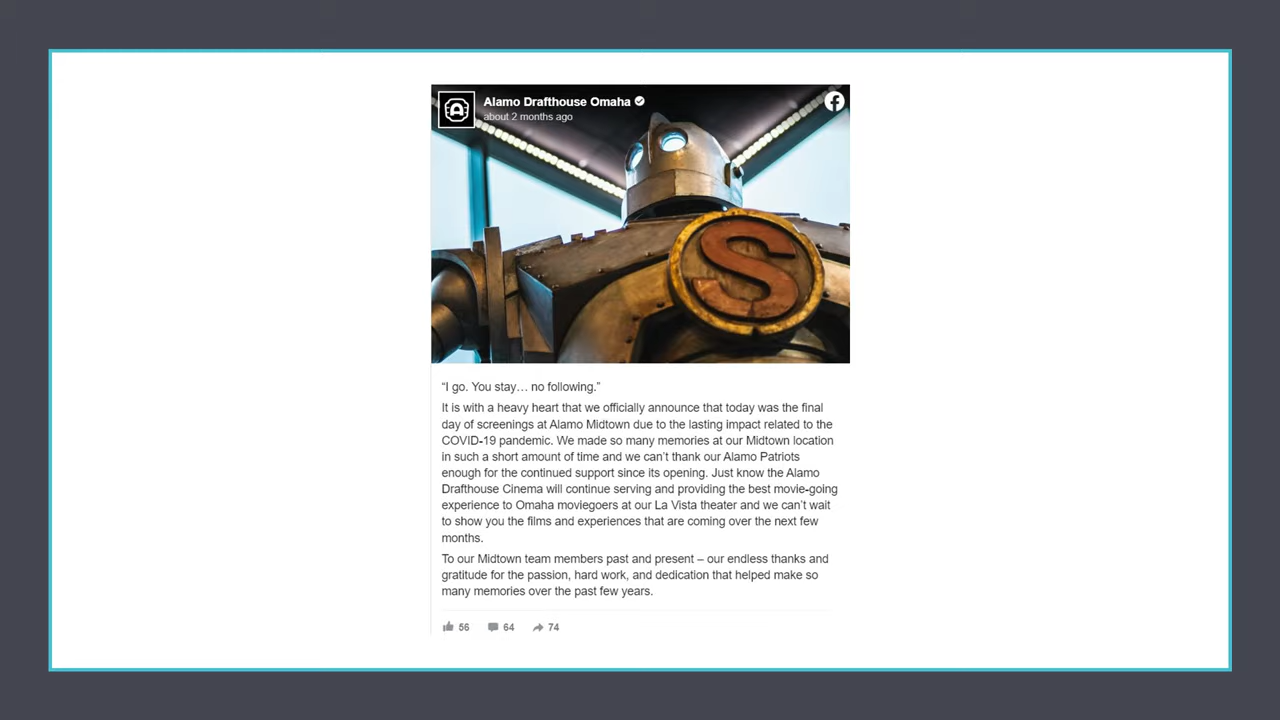 Alamo Drafthouse Omaha
about 2 months ago
S
“I go. You stay… no following.”
It is with a heavy heart that we officially announce that today was the final
day of screenings at Alamo Midtown due to the lasting impact related to the
COVID-19 pandemic. We made so many memories at our Midtown location
in such a short amount of time and we can’t thank our Alamo Patriots
enough for the continued support since its opening. Just know the Alamo
Drafthouse Cinema will continue serving and providing the best movie-going
experience to Omaha moviegoers at our La Vista theater and we can’t wait
to show you the films and experiences that are coming over the next few
months.
To our Midtown team members past and present – our endless thanks and
gratitude for the passion, hard work, and dedication that helped make so
many memories over the past few years.
56 64 74